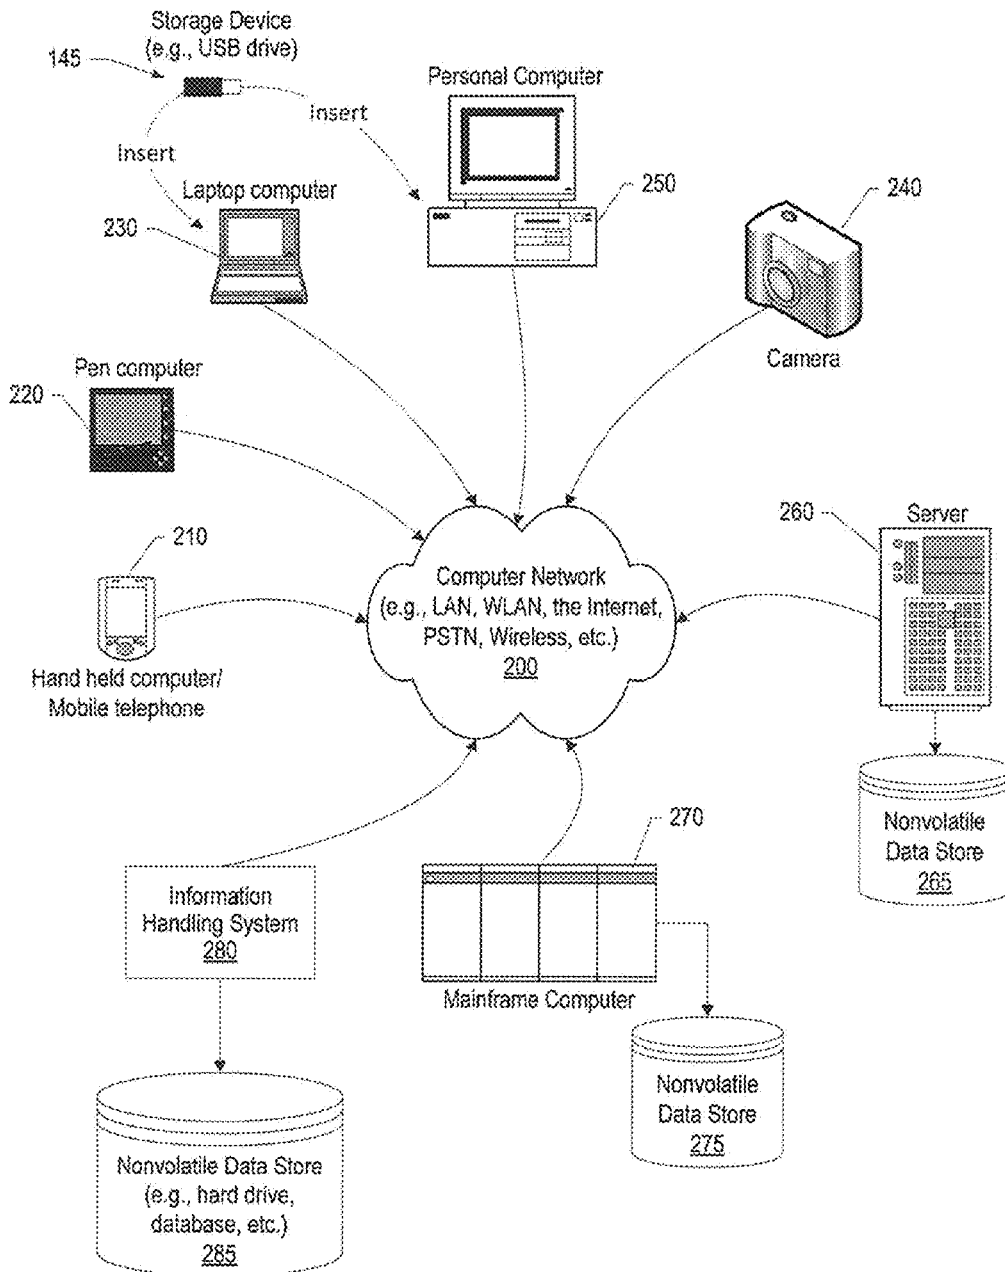 Storage Device
(e.g., USB drive)
145
Insert
Insert
Personal Computer
250
Laptop computer
230
240
Camera
Pen computer
220
210
Hand held computer/
Mobile telephone
Computer Network
(e.g., LAN, WLAN, the Internet,
PSTN, Wireless, etc.)
200
260
Server
Nonvolatile
Data Store
265
270
Mainframe Computer
Nonvolatile
Data Store
275
Information
Handling System
280
Nonvolatile Data Store
(e.g., hard drive,
database, etc.)
285